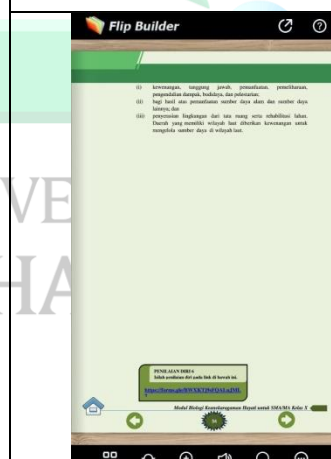 Flip Builder
(i) kewenangan, tanggung jawab, pemanfaatan, pemeliharaan,
pengendalian dampak, budidaya, dan pelestarian;
(ii) bagi hasil atas pemanfaatan sumber daya alam dan sumber daya
lainnya; dan
(iii) penyerasian lingkungan dari tata ruang serta rehabilitasi lahan.
Daerah yang memiliki wilayah laut diberikan kewenangan untuk
mengelola sumber daya di wilayah laut.
VE
HA
PENILAIAN DIRI 6
Isilah penilaian diri pada link di bawah ini.
Modul Biologi Keanekaragaman Hayati untuk SMA/MA Kelas X